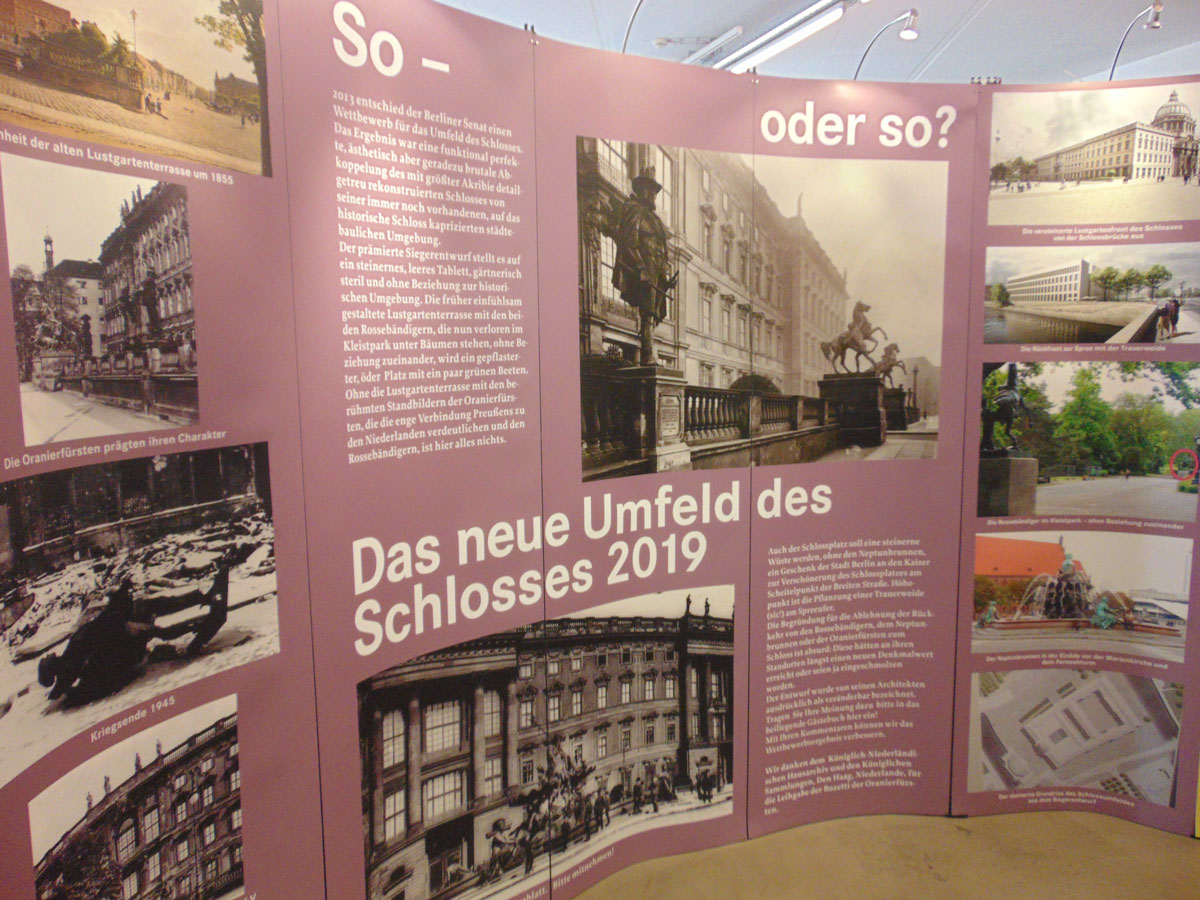 nheit der alten Lustgartenterrasse um 1855
Die Oranierfürsten prägten ihren Charakter
Kriegsende 1945
So –
2013 entschied der Berliner Senat einen
Wettbewerb für das Umfeld des Schlosses.
Das Ergebnis war eine funktional perfek-
te, ästhetisch aber geradezu brutale Ab-
koppelung des mit größter Akribie detail-
getreu rekonstruierten Schlosses von
seiner immer noch vorhandenen, auf das
historische Schloss kaprizierten städte-
baulichen Umgebung.
Der prämierte Siegerentwurf stellt es auf
ein steinernes, leeres Tablett, gärtnerisch
steril und ohne Beziehung zur histori-
schen Umgebung. Die früher einfühlsam
gestaltete Lustgartenterrasse mit den bei-
den Rossebändigern, die nun verloren im
Kleistpark unter Bäumen stehen, ohne Be-
ziehung zueinander, wird ein gepflaster-
ter, öder Platz mit ein paar grünen Beeten.
Ohne die Lustgartenterrasse mit den be-
rühmten Standbildern der Oranierfürs-
ten, die die enge Verbindung Preußens zu
den Niederlanden verdeutlichen und den
Rossebändigern, ist hier alles nichts.
oder so?
Das neue Umfeld des
Schlosses 2019
blatt. Bitte mitnehmen!
Auch der Schlossplatz soll eine steinerne
Wüste werden, ohne den Neptunbrunnen,
ein Geschenk der Stadt Berlin an den Kaiser
zur Verschönerung des Schlossplatzes am
Scheitelpunkt der Breiten Straße. Höhe-
punkt ist die Pflanzung einer Trauerweide
(sic!) am Spreeufer.
Die Begründung für die Ablehnung der Rück-
kehr von den Rossebändigern, dem Neptun-
brunnen oder der Oranierfürsten zum
Schloss ist absurd: Diese hätten an ihren
Standorten längst einen neuen Denkmalwert
erreicht oder seien ja eingeschmolzen
worden.
Der Entwurf wurde von seinen Architekten
ausdrücklich als veränderbar bezeichnet.
Tragen Sie Ihre Meinung dazu bitte in das
beiliegende Gästebuch hier ein!
Mit Ihren Kommentaren können wir das
Wettbewerbsergebnis verbessern.
Wir danken dem Königlich Niederländi-
schen Hausarchiv und den Königlichen
Sammlungen, Den Haag, Niederlande, für
die Leihgabe der Bozetti der Oranierfürs-
ten.
Die versteinerte Lustgartenfront des Schlosses
von der Schlossbrücke aus
Die Rückfront zur Spree mit der Trauerweide
Die Rossebändiger im Kleistpark – ohne Beziehung zueinander
Der Neptunbrunnen in der Einöde vor der Marienkirche und
dem Fernsehturm
Der steinerne Grundriss des Schlossumfeldes
aus dem Siegerentwurf